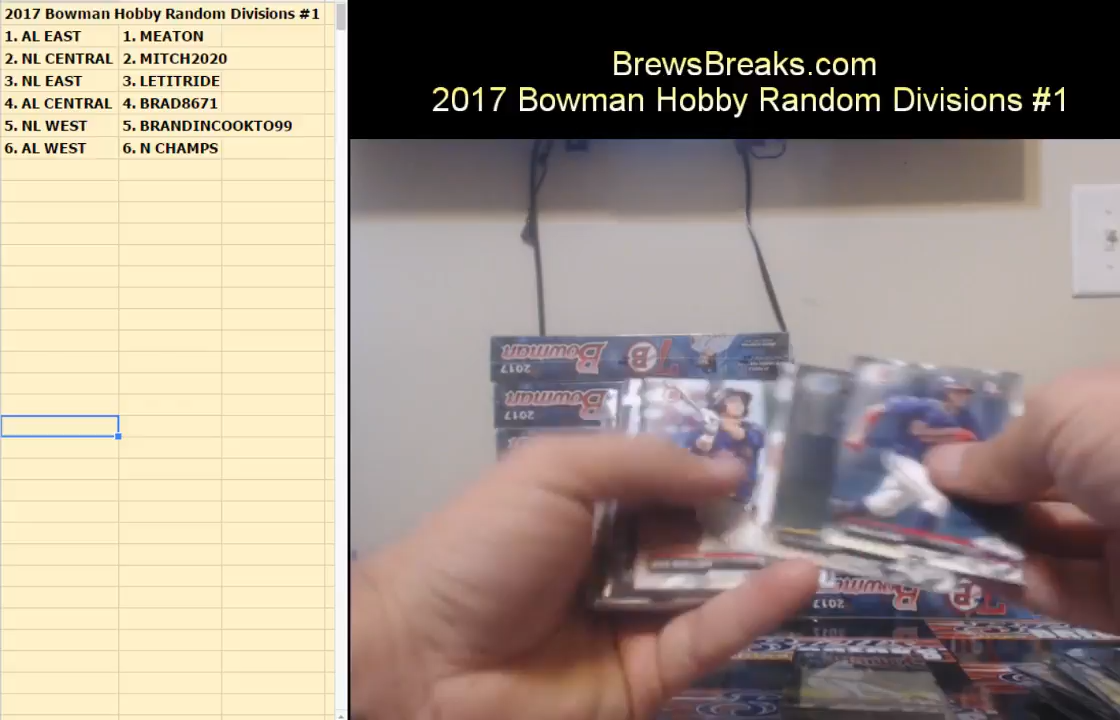 2017 Bowman Hobby Random Divisions #1
1. AL EAST 1. MEATON
2. NL CENTRAL 2. MITCH2020
3. NL EAST 3. LETITRIDE
4. AL CENTRAL 4. BRAD8671
5. NL WEST 5. BRANDINCOOKTO99
6. AL WEST 6. N CHAMPS
BrewsBreaks.com
2017 Bowman Hobby Random Divisions #1
Bowman
2017
Bowman
2017
2017
Bowman